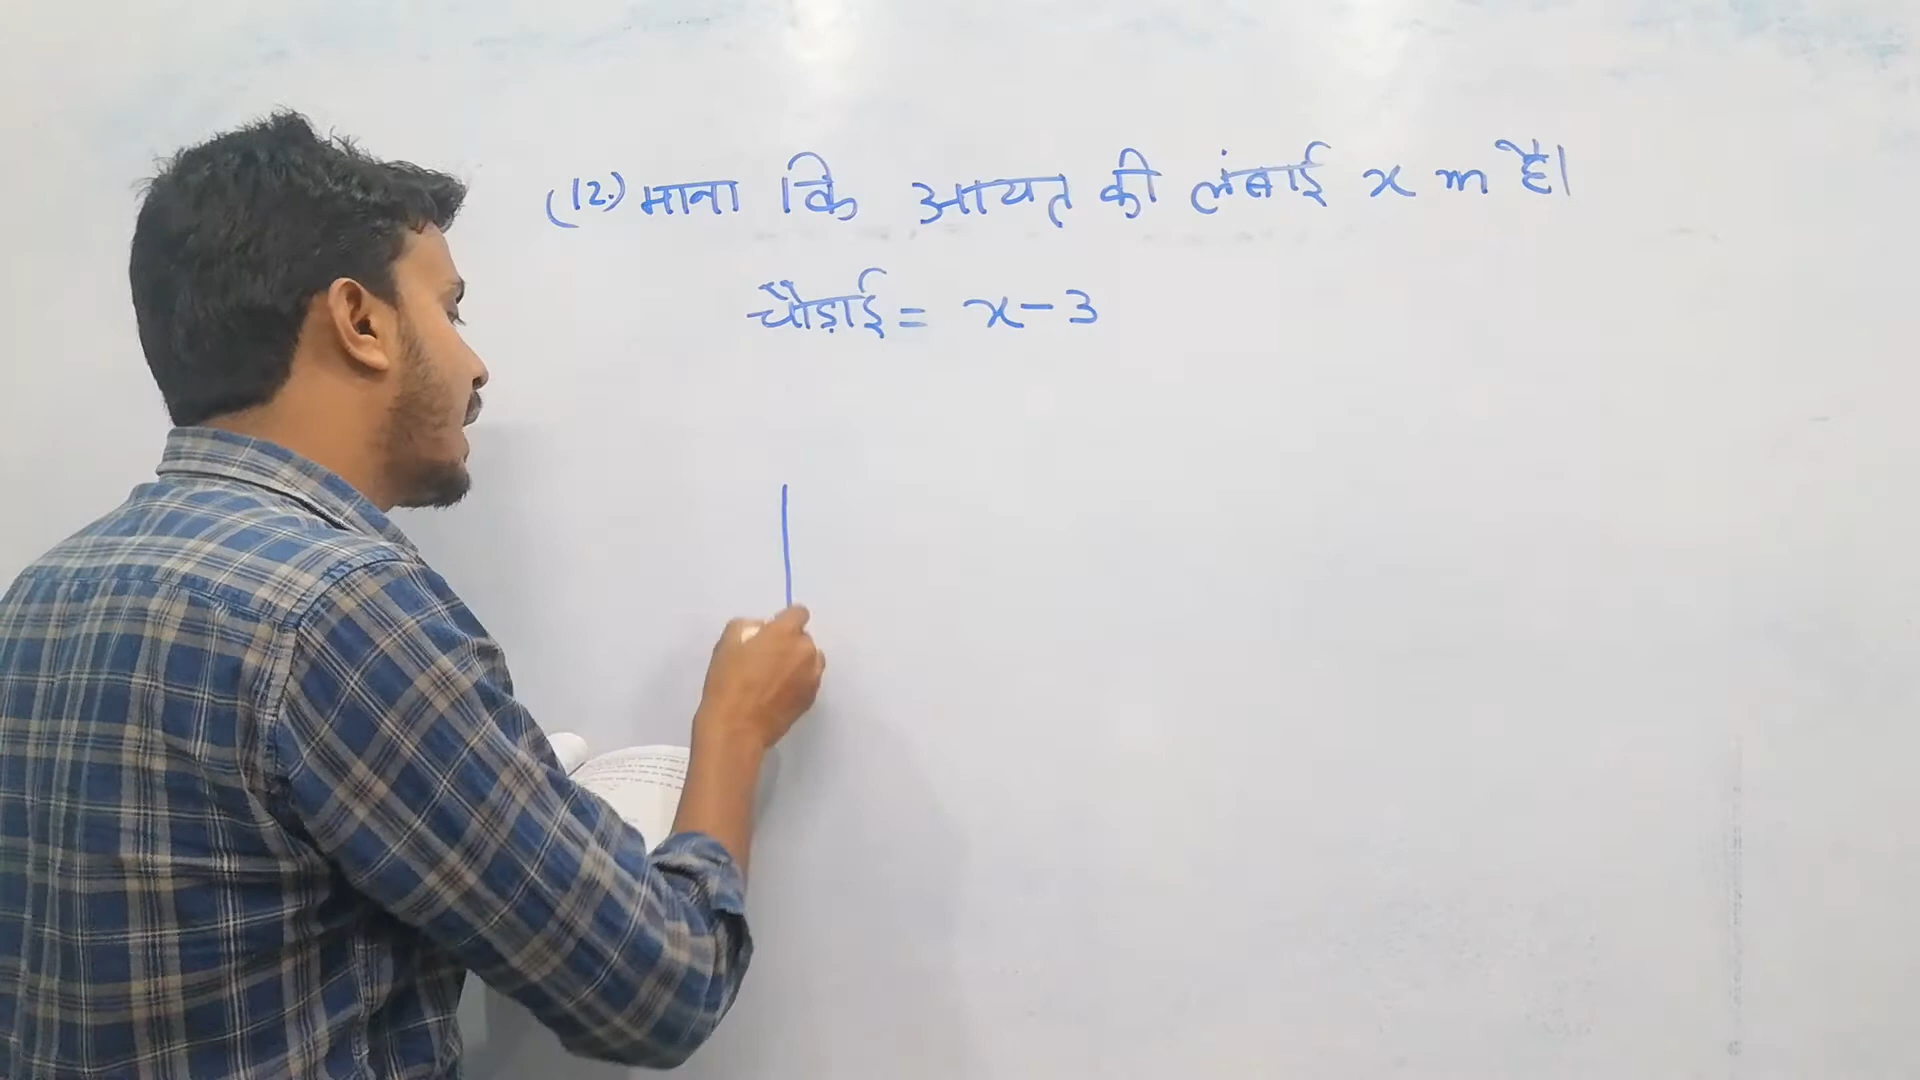 (12.) माना कि आयत की लंबाई x m है।
चौड़ाई = x - 3